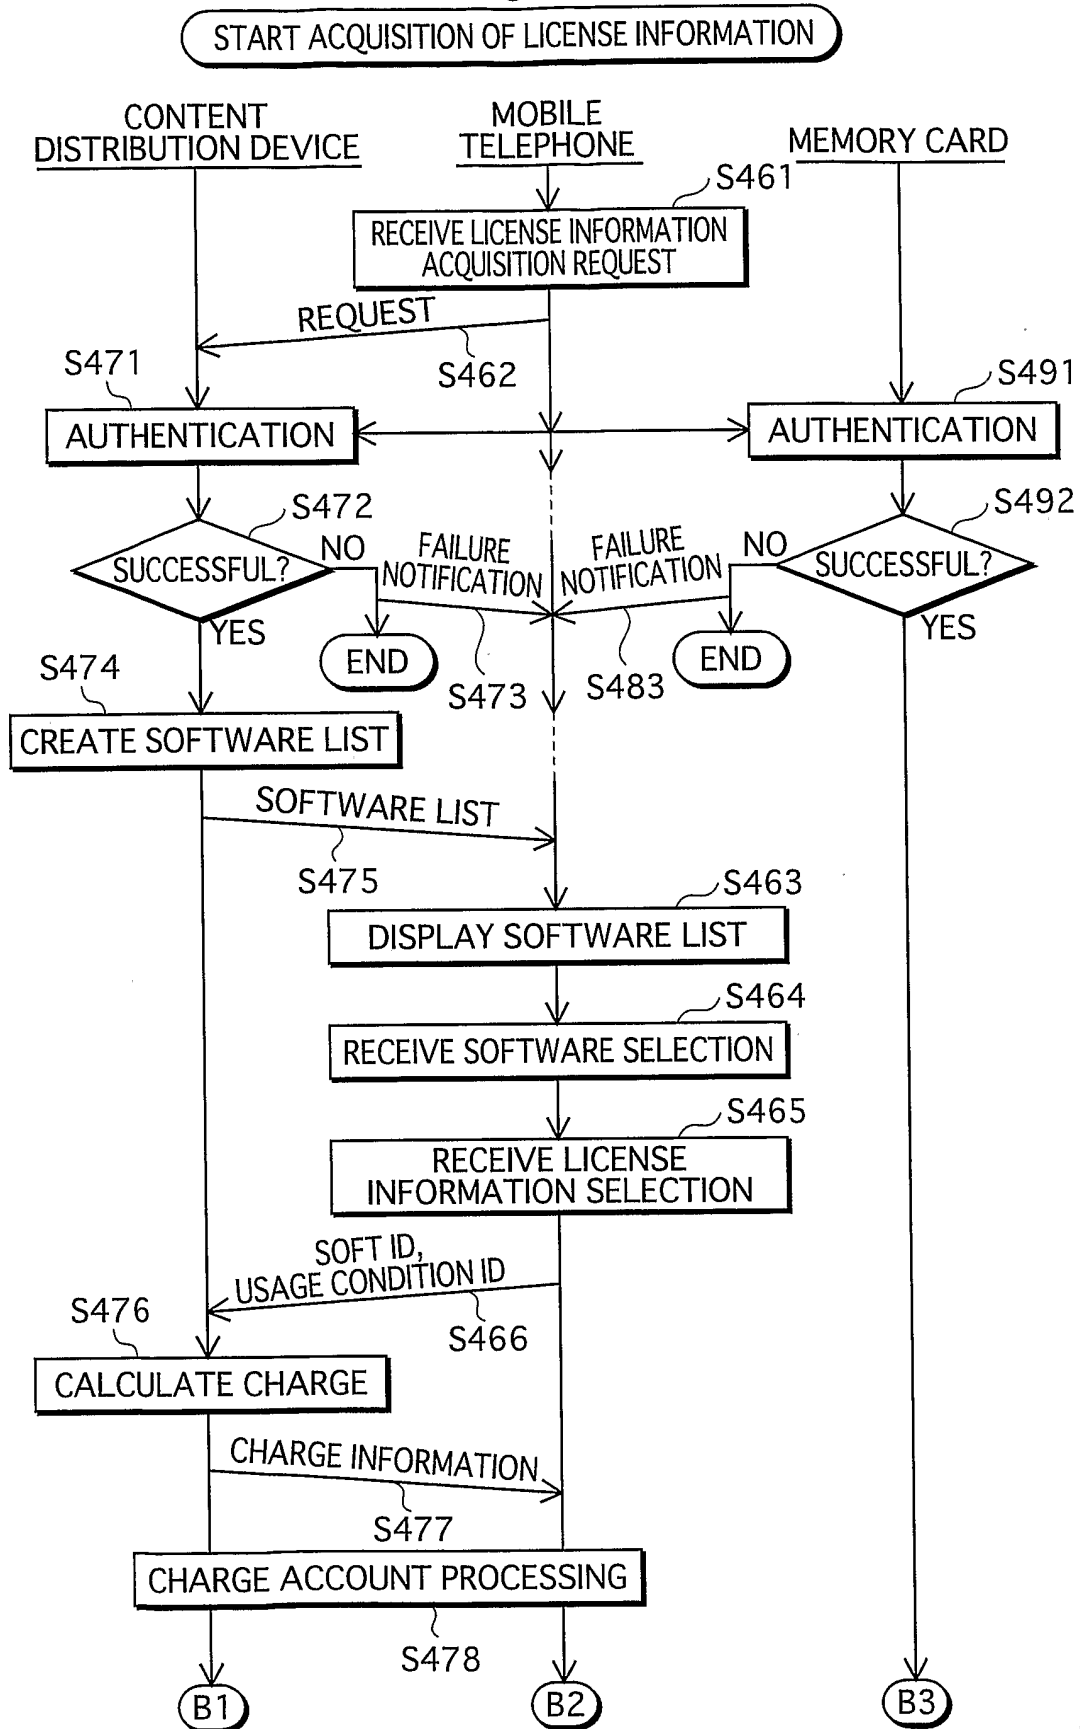 START ACQUISITION OF LICENSE INFORMATION
CONTENT
DISTRIBUTION DEVICE
MOBILE
TELEPHONE
MEMORY CARD
S461
RECEIVE LICENSE INFORMATION
ACQUISITION REQUEST
REQUEST
S462
S471
AUTHENTICATION
S491
AUTHENTICATION
S472
SUCCESSFUL?
NO
FAILURE
NOTIFICATION
FAILURE
NOTIFICATION
NO
S492
SUCCESSFUL?
YES
END
S473
S483
END
YES
S474
CREATE SOFTWARE LIST
SOFTWARE LIST
S475
S463
DISPLAY SOFTWARE LIST
S464
RECEIVE SOFTWARE SELECTION
S465
RECEIVE LICENSE
INFORMATION SELECTION
SOFT ID,
USAGE CONDITION ID
S466
S476
CALCULATE CHARGE
CHARGE INFORMATION
S477
CHARGE ACCOUNT PROCESSING
S478
B1
B2
B3